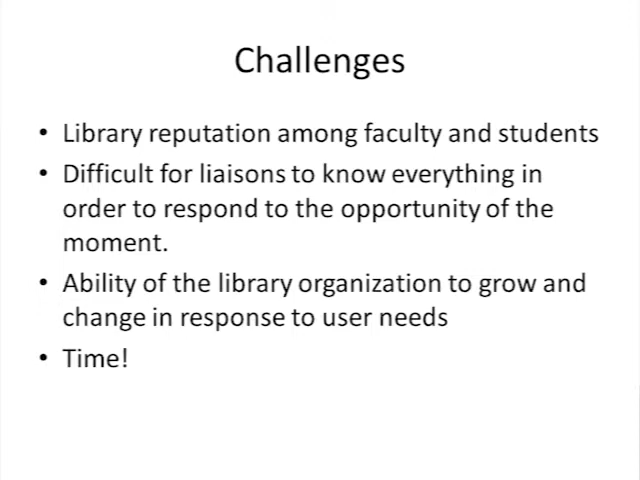 Challenges
• Library reputation among faculty and students
• Difficult for liaisons to know everything in
order to respond to the opportunity of the
moment.
• Ability of the library organization to grow and
change in response to user needs
• Time!